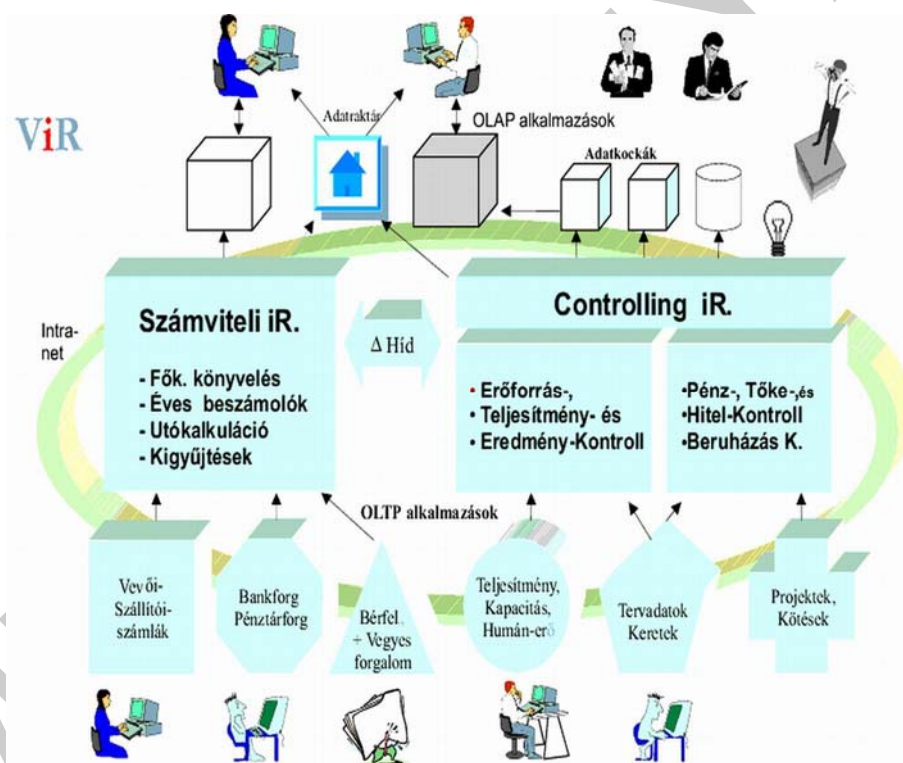 ViR
Adatraktár
OLAP alkalmazások
Adatkockák
Intra-
net
Számviteli iR.
- Fők. könyvelés
- Éves beszámolók
- Utókalkuláció
- Kigyűjtések
Δ Híd
Controlling iR.
• Erőforrás-,
• Teljesítmény- és
• Eredmény-Kontroll
•Pénz-, Tőke-,és
•Hitel-Kontroll
•Beruházás K.
OLTP alkalmazások
Vevői-
Szállítói-
számlák
Bankforg
Pénztárforg
Bérfel.
+ Vegyes
forgalom
Teljesítmény,
Kapacitás,
Humán-erő
Tervadatok
Keretek
Projektek,
Kötések